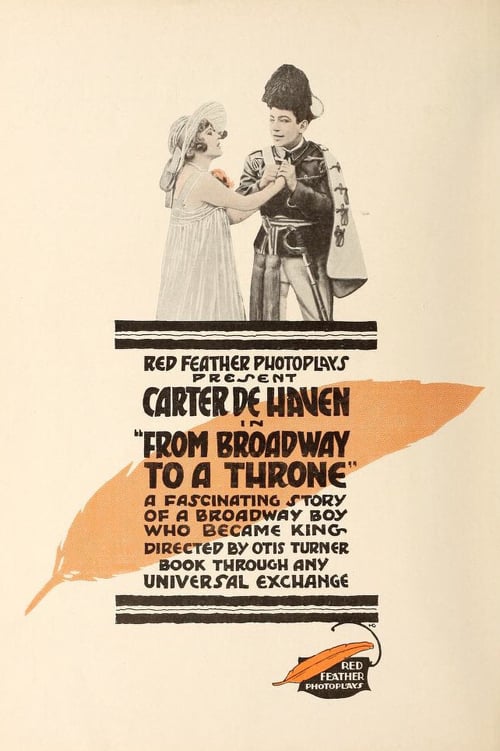 RED FEATHER PHOTOPLAYS
PRESENT
CARTER DE HAVEN
IN
"FROM BROADWAY
TO A THRONE"
A FASCINATING STORY
OF A BROADWAY BOY
WHO BECAME KING
DIRECTED BY OTIS TURNER
BOOK THROUGH ANY
UNIVERSAL EXCHANGE
RED
FEATHER
PHOTOPLAYS